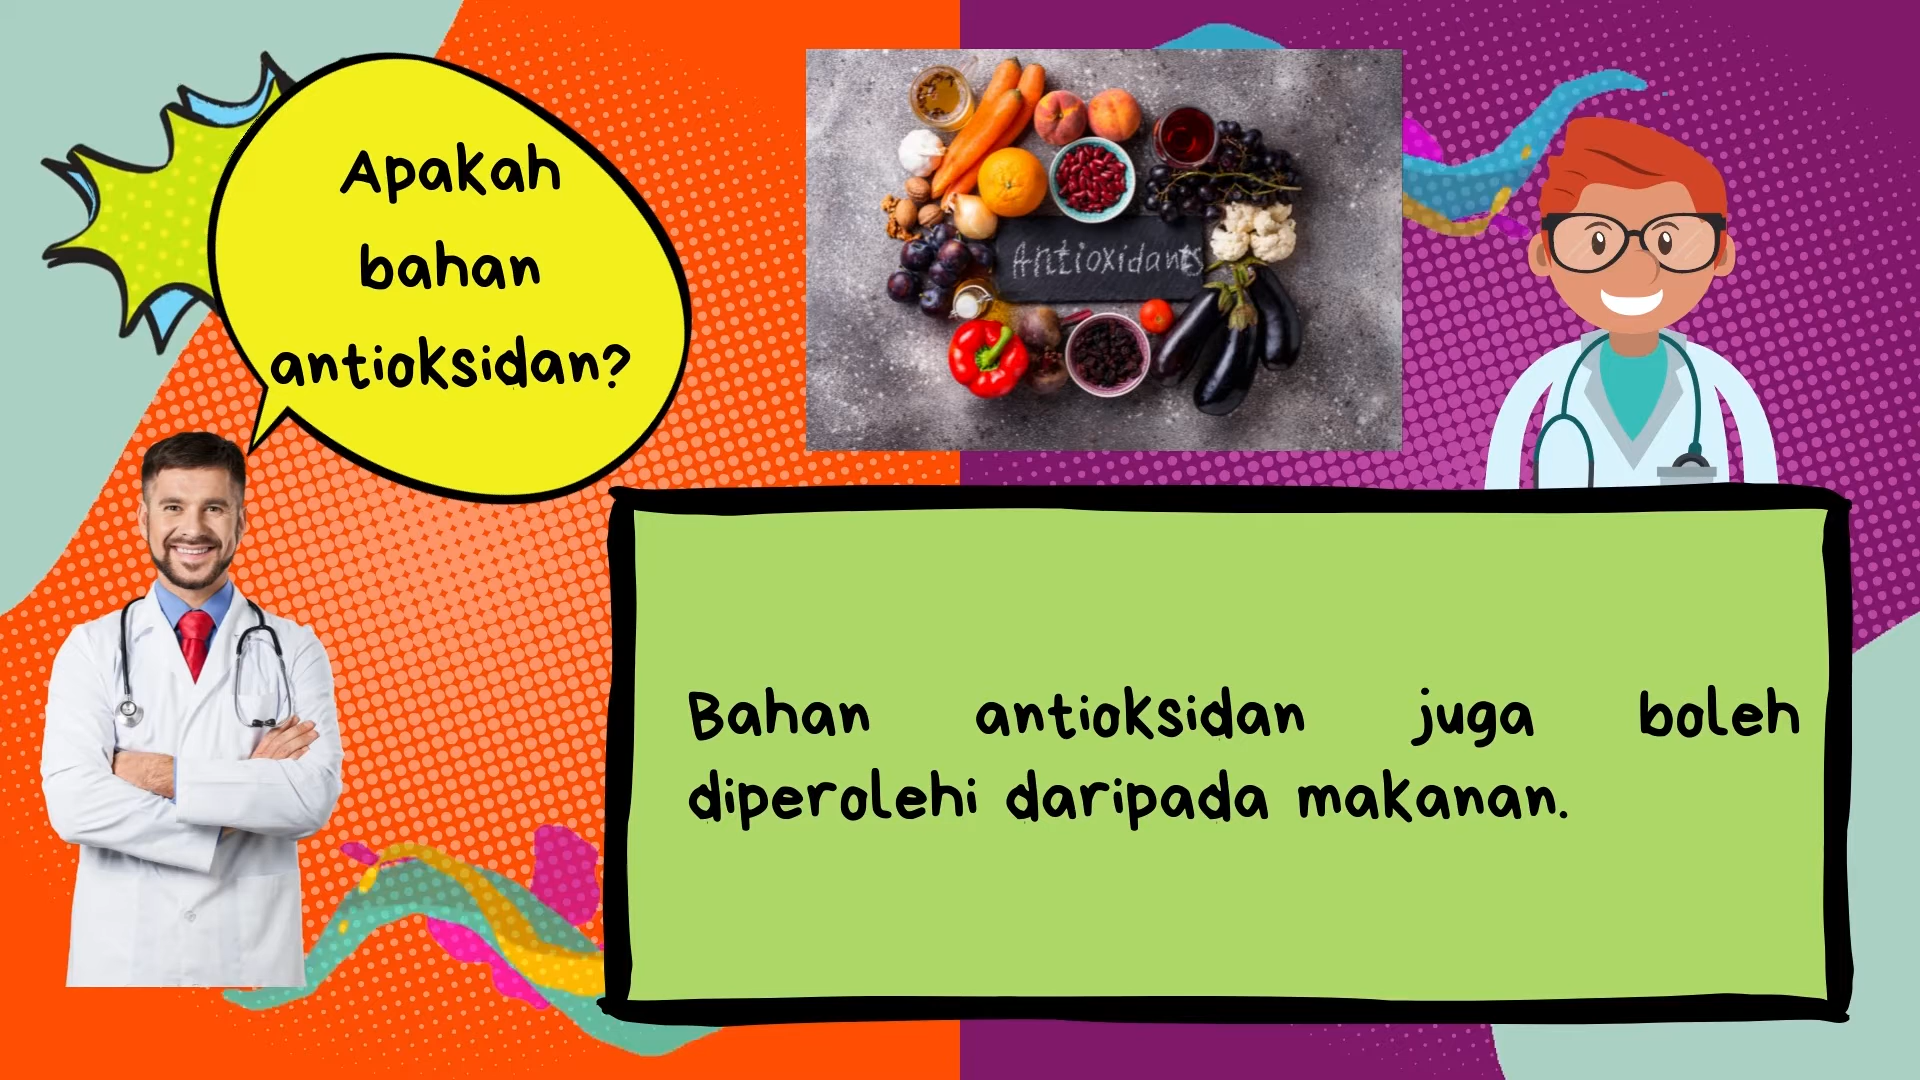 Apakah
bahan
antioksidan?
Antioxidants
Bahan antioksidan juga boleh
diperolehi daripada makanan.